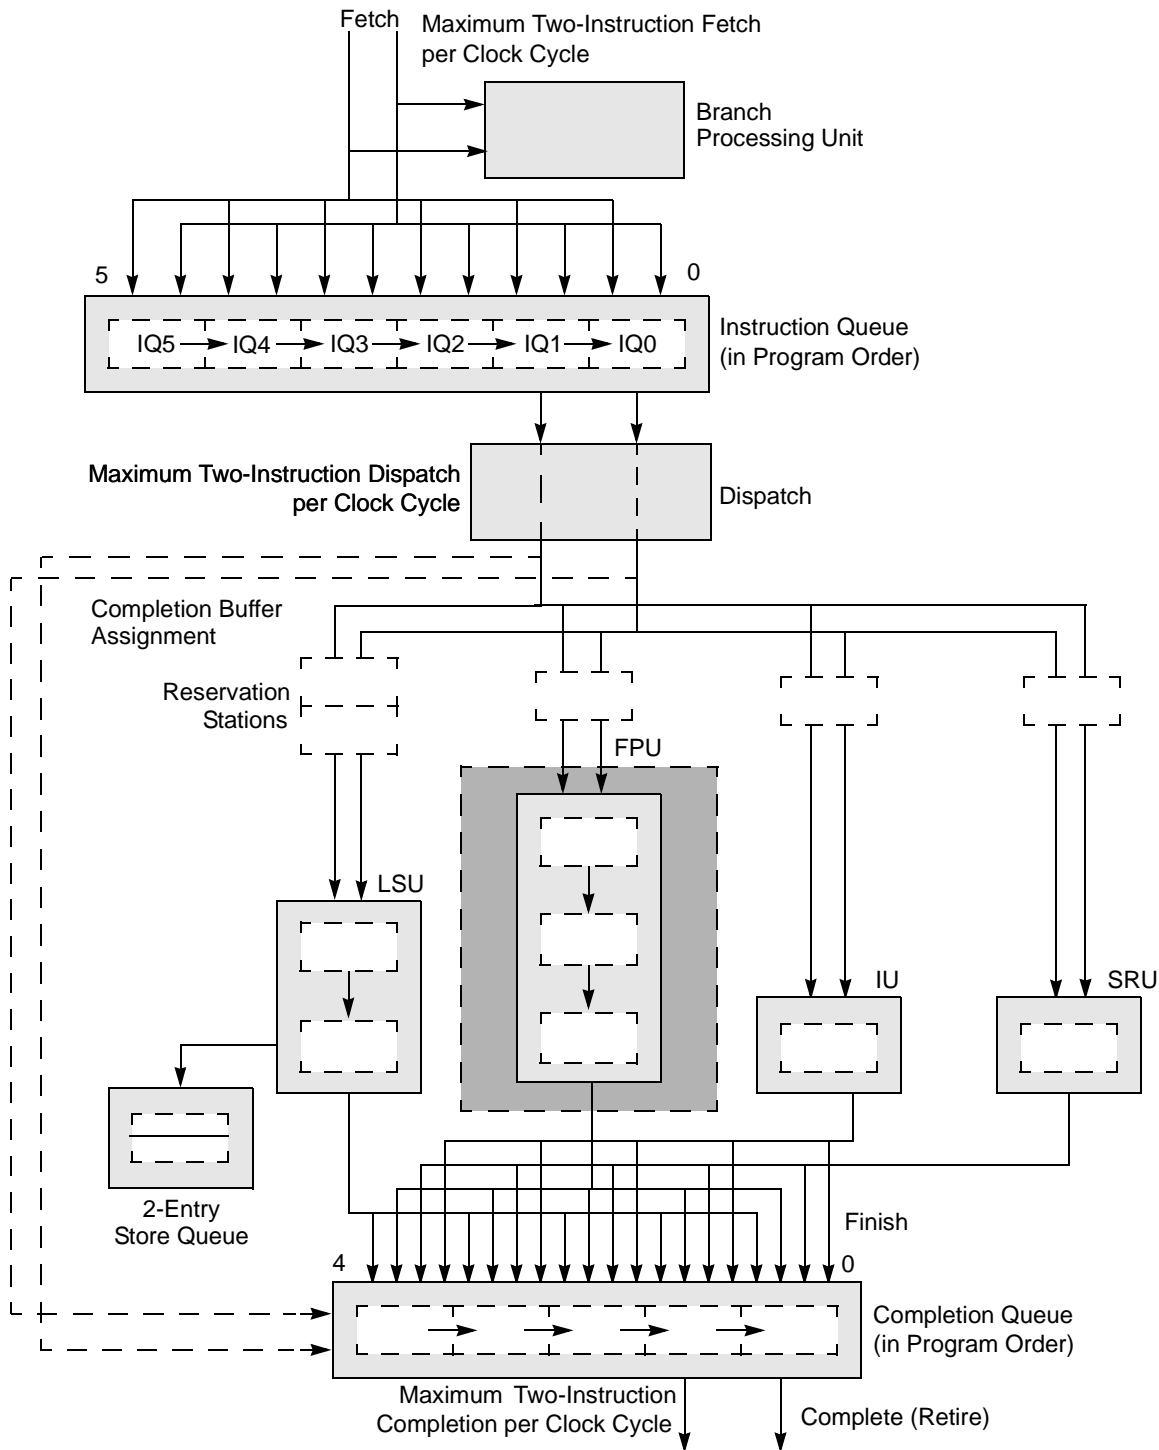 Fetch
Maximum Two-Instruction Fetch
per Clock Cycle
Branch
Processing Unit
5
0
IQ5
IQ4
IQ3
IQ2
IQ1
IQ0
Instruction Queue
(in Program Order)
Maximum Two-Instruction Dispatch
per Clock Cycle
Dispatch
Completion Buffer
Assignment
Reservation
Stations
FPU
LSU
IU
SRU
2-Entry
Store Queue
Finish
4
0
Completion Queue
(in Program Order)
Maximum Two-Instruction
Completion per Clock Cycle
Complete (Retire)